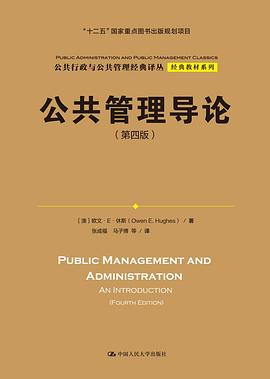 “十二五”国家重点图书出版规划项目
PUBLIC ADMINISTRATION AND PUBLIC MANAGEMENT CLASSICS
公共行政与公共管理经典译丛 经典教材系列
公共管理导论
（第四版）
［澳］欧文·E·休斯（Owen E. Hughes） 著
张成福 马子博 等 / 译
PUBLIC MANAGEMENT AND
ADMINISTRATION
AN INTRODUCTION
(FOURTH EDITION)
中国人民大学出版社